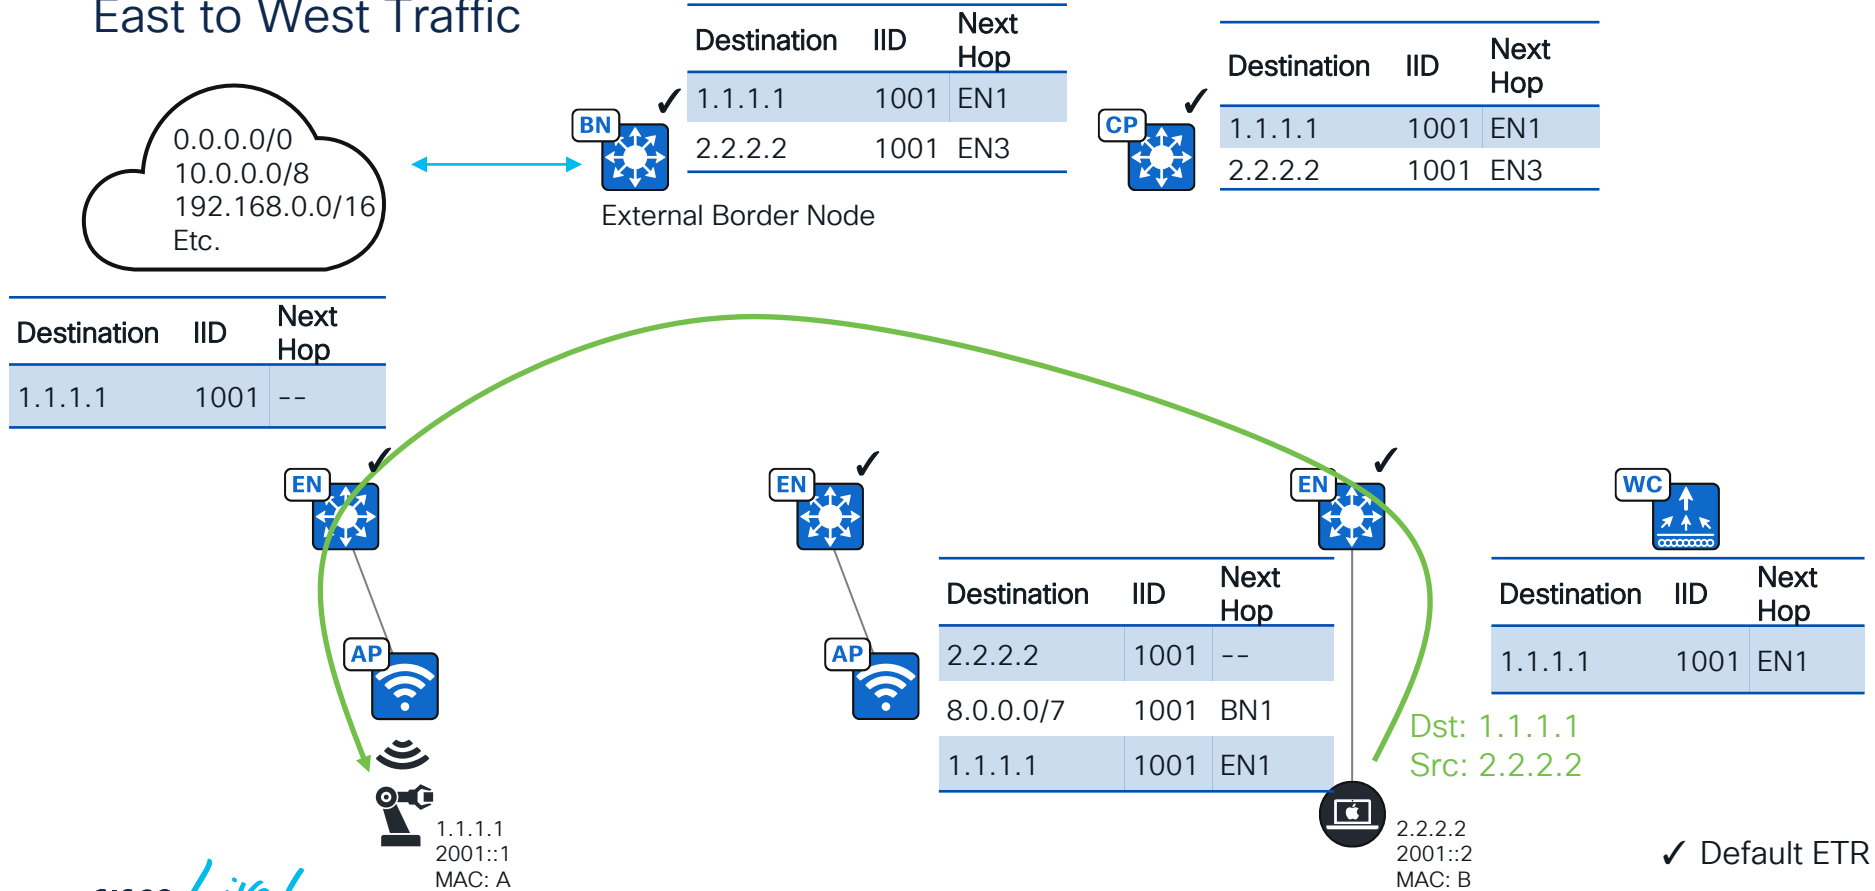 East to West Traffic
Destination IID Next Hop
1.1.1.1 1001 EN1
2.2.2.2 1001 EN3
Destination IID Next Hop
1.1.1.1 1001 EN1
2.2.2.2 1001 EN3
0.0.0.0/0
10.0.0.0/8
192.168.0.0/16
Etc.
BN
CP
External Border Node
Destination IID Next Hop
1.1.1.1 1001 --
EN
EN
EN
WC
AP
AP
Destination IID Next Hop
2.2.2.2 1001 --
8.0.0.0/7 1001 BN1
1.1.1.1 1001 EN1
Destination IID Next Hop
1.1.1.1 1001 EN1
Dst: 1.1.1.1
Src: 2.2.2.2
1.1.1.1
2001::1
MAC: A
2.2.2.2
2001::2
MAC: B
✓ Default ETR